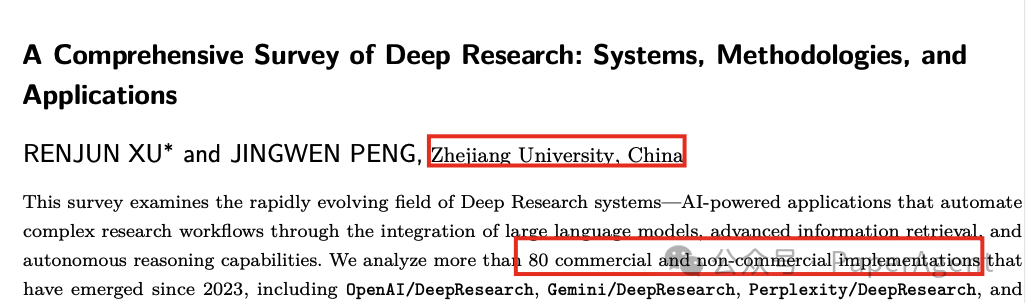 A Comprehensive Survey of Deep Research: Systems, Methodologies, and
Applications
RENJUN XU* and JINGWEN PENG, Zhejiang University, China
This survey examines the rapidly evolving field of Deep Research systems—AI-powered applications that automate
complex research workflows through the integration of large language models, advanced information retrieval, and
autonomous reasoning capabilities. We analyze more than 80 commercial and non-commercial implementations that
have emerged since 2023, including OpenAI/DeepResearch, Gemini/DeepResearch, Perplexity/DeepResearch, and
公众号 · PaperAgent